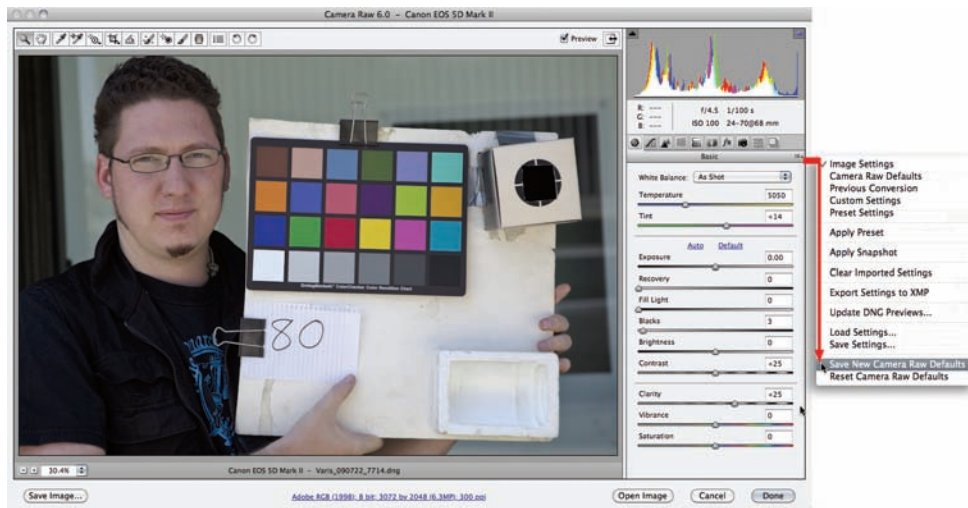 Camera Raw 6.0 – Canon EOS 5D Mark II
Preview
R: ---
G: ---
B: ---
f/4.5 1/100 s
ISO 100 24-70@68 mm
Basic
White Balance: As Shot
Temperature 5050
Tint +14
Auto Default
Exposure 0.00
Recovery 0
Fill Light 0
Blacks 3
Brightness 0
Contrast +25
Clarity +25
Vibrance 0
Saturation 0
✓ Image Settings
Camera Raw Defaults
Previous Conversion
Custom Settings
Preset Settings
Apply Preset
Apply Snapshot
Clear Imported Settings
Export Settings to XMP
Update DNG Previews...
Load Settings...
Save Settings...
Save New Camera Raw Defaults
Reset Camera Raw Defaults
ColorChecker Color Rendition Chart
80
30.4%
Canon EOS 5D Mark II – Varis_090722_7714.dng
Save Image...
Adobe RGB (1998); 8 bit; 3072 by 2048 (6.3MP); 300 ppi
Open Image
Cancel
Done